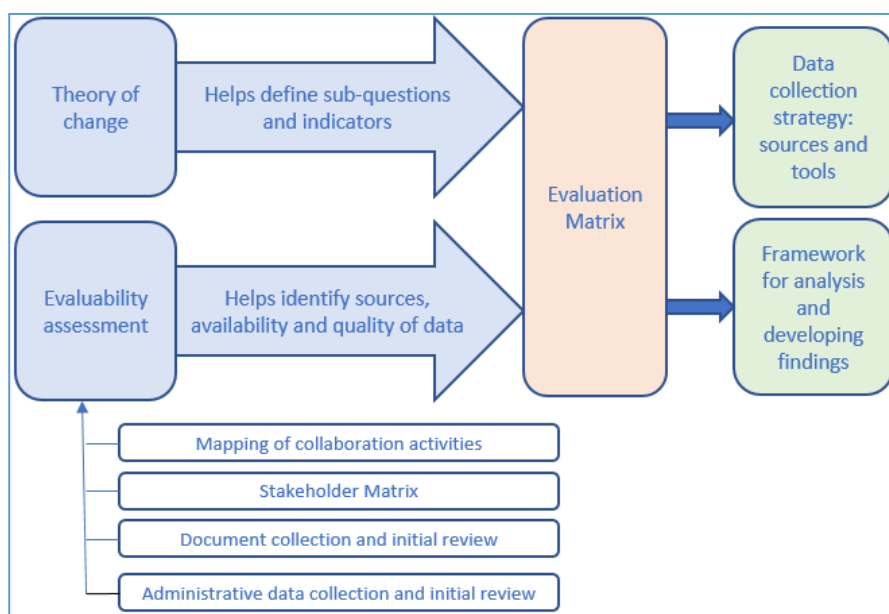 Theory of
change
Helps define sub-questions
and indicators
Evaluation
Matrix
Data
collection
strategy:
sources and
tools
Evaluability
assessment
Helps identify sources,
availability and quality of data
Framework
for analysis
and
developing
findings
Mapping of collaboration activities
Stakeholder Matrix
Document collection and initial review
Administrative data collection and initial review